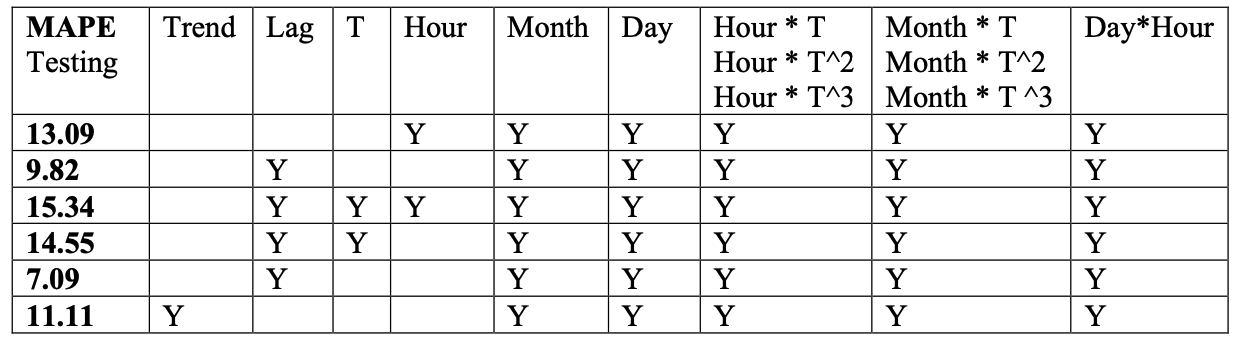 MAPE Trend Lag T Hour Month Day Hour * T Month * T Day*Hour
Testing Hour * T^2 Month * T^2
Hour * T^3 Month * T ^3
13.09 Y Y Y Y Y Y
9.82 Y Y Y Y Y Y
15.34 Y Y Y Y Y Y Y Y
14.55 Y Y Y Y Y Y Y
7.09 Y Y Y Y Y Y
11.11 Y Y Y Y Y Y